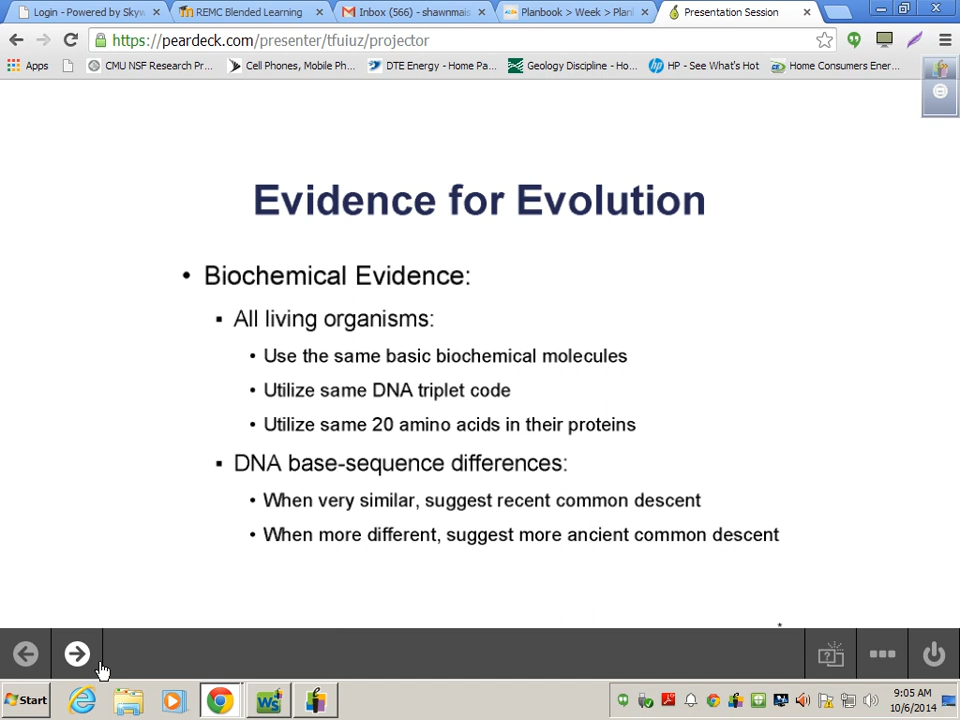 Login - Powered by Skyw
REMC Blended Learning
Inbox (566) - shawnmais
Planbook > Week > Plan
Presentation Session
https://peardeck.com/presenter/tfuiuz/projector
Apps
CMU NSF Research Pr...
Cell Phones, Mobile Ph...
DTE Energy - Home Pa...
Geology Discipline - Ho...
HP - See What's Hot
Home Consumers Ener...
Evidence for Evolution
• Biochemical Evidence:
▪ All living organisms:
• Use the same basic biochemical molecules
• Utilize same DNA triplet code
• Utilize same 20 amino acids in their proteins
▪ DNA base-sequence differences:
• When very similar, suggest recent common descent
• When more different, suggest more ancient common descent
*
Start
9:05 AM
10/6/2014